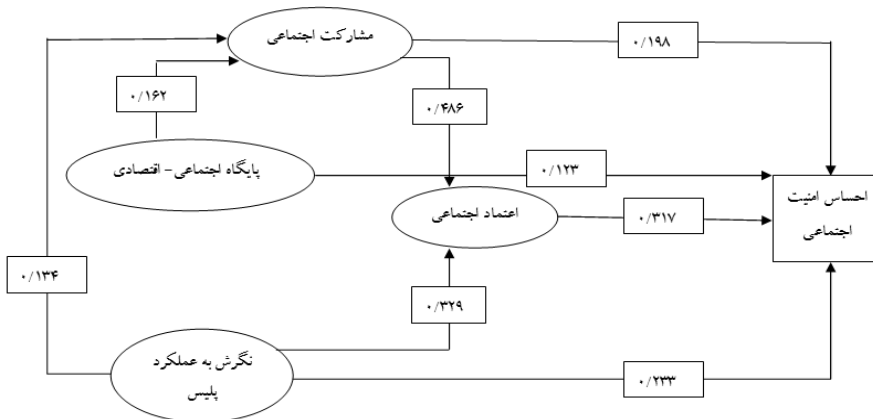 مشارکت اجتماعی
۰/۱۹۸
۰/۱۶۲
۰/۴۸۶
پایگاه اجتماعی- اقتصادی
۰/۱۲۳
احساس امنیت
اجتماعی
اعتماد اجتماعی
۰/۳۱۷
۰/۱۳۴
۰/۳۲۹
نگرش به عملکرد
پلیس
۰/۲۳۳